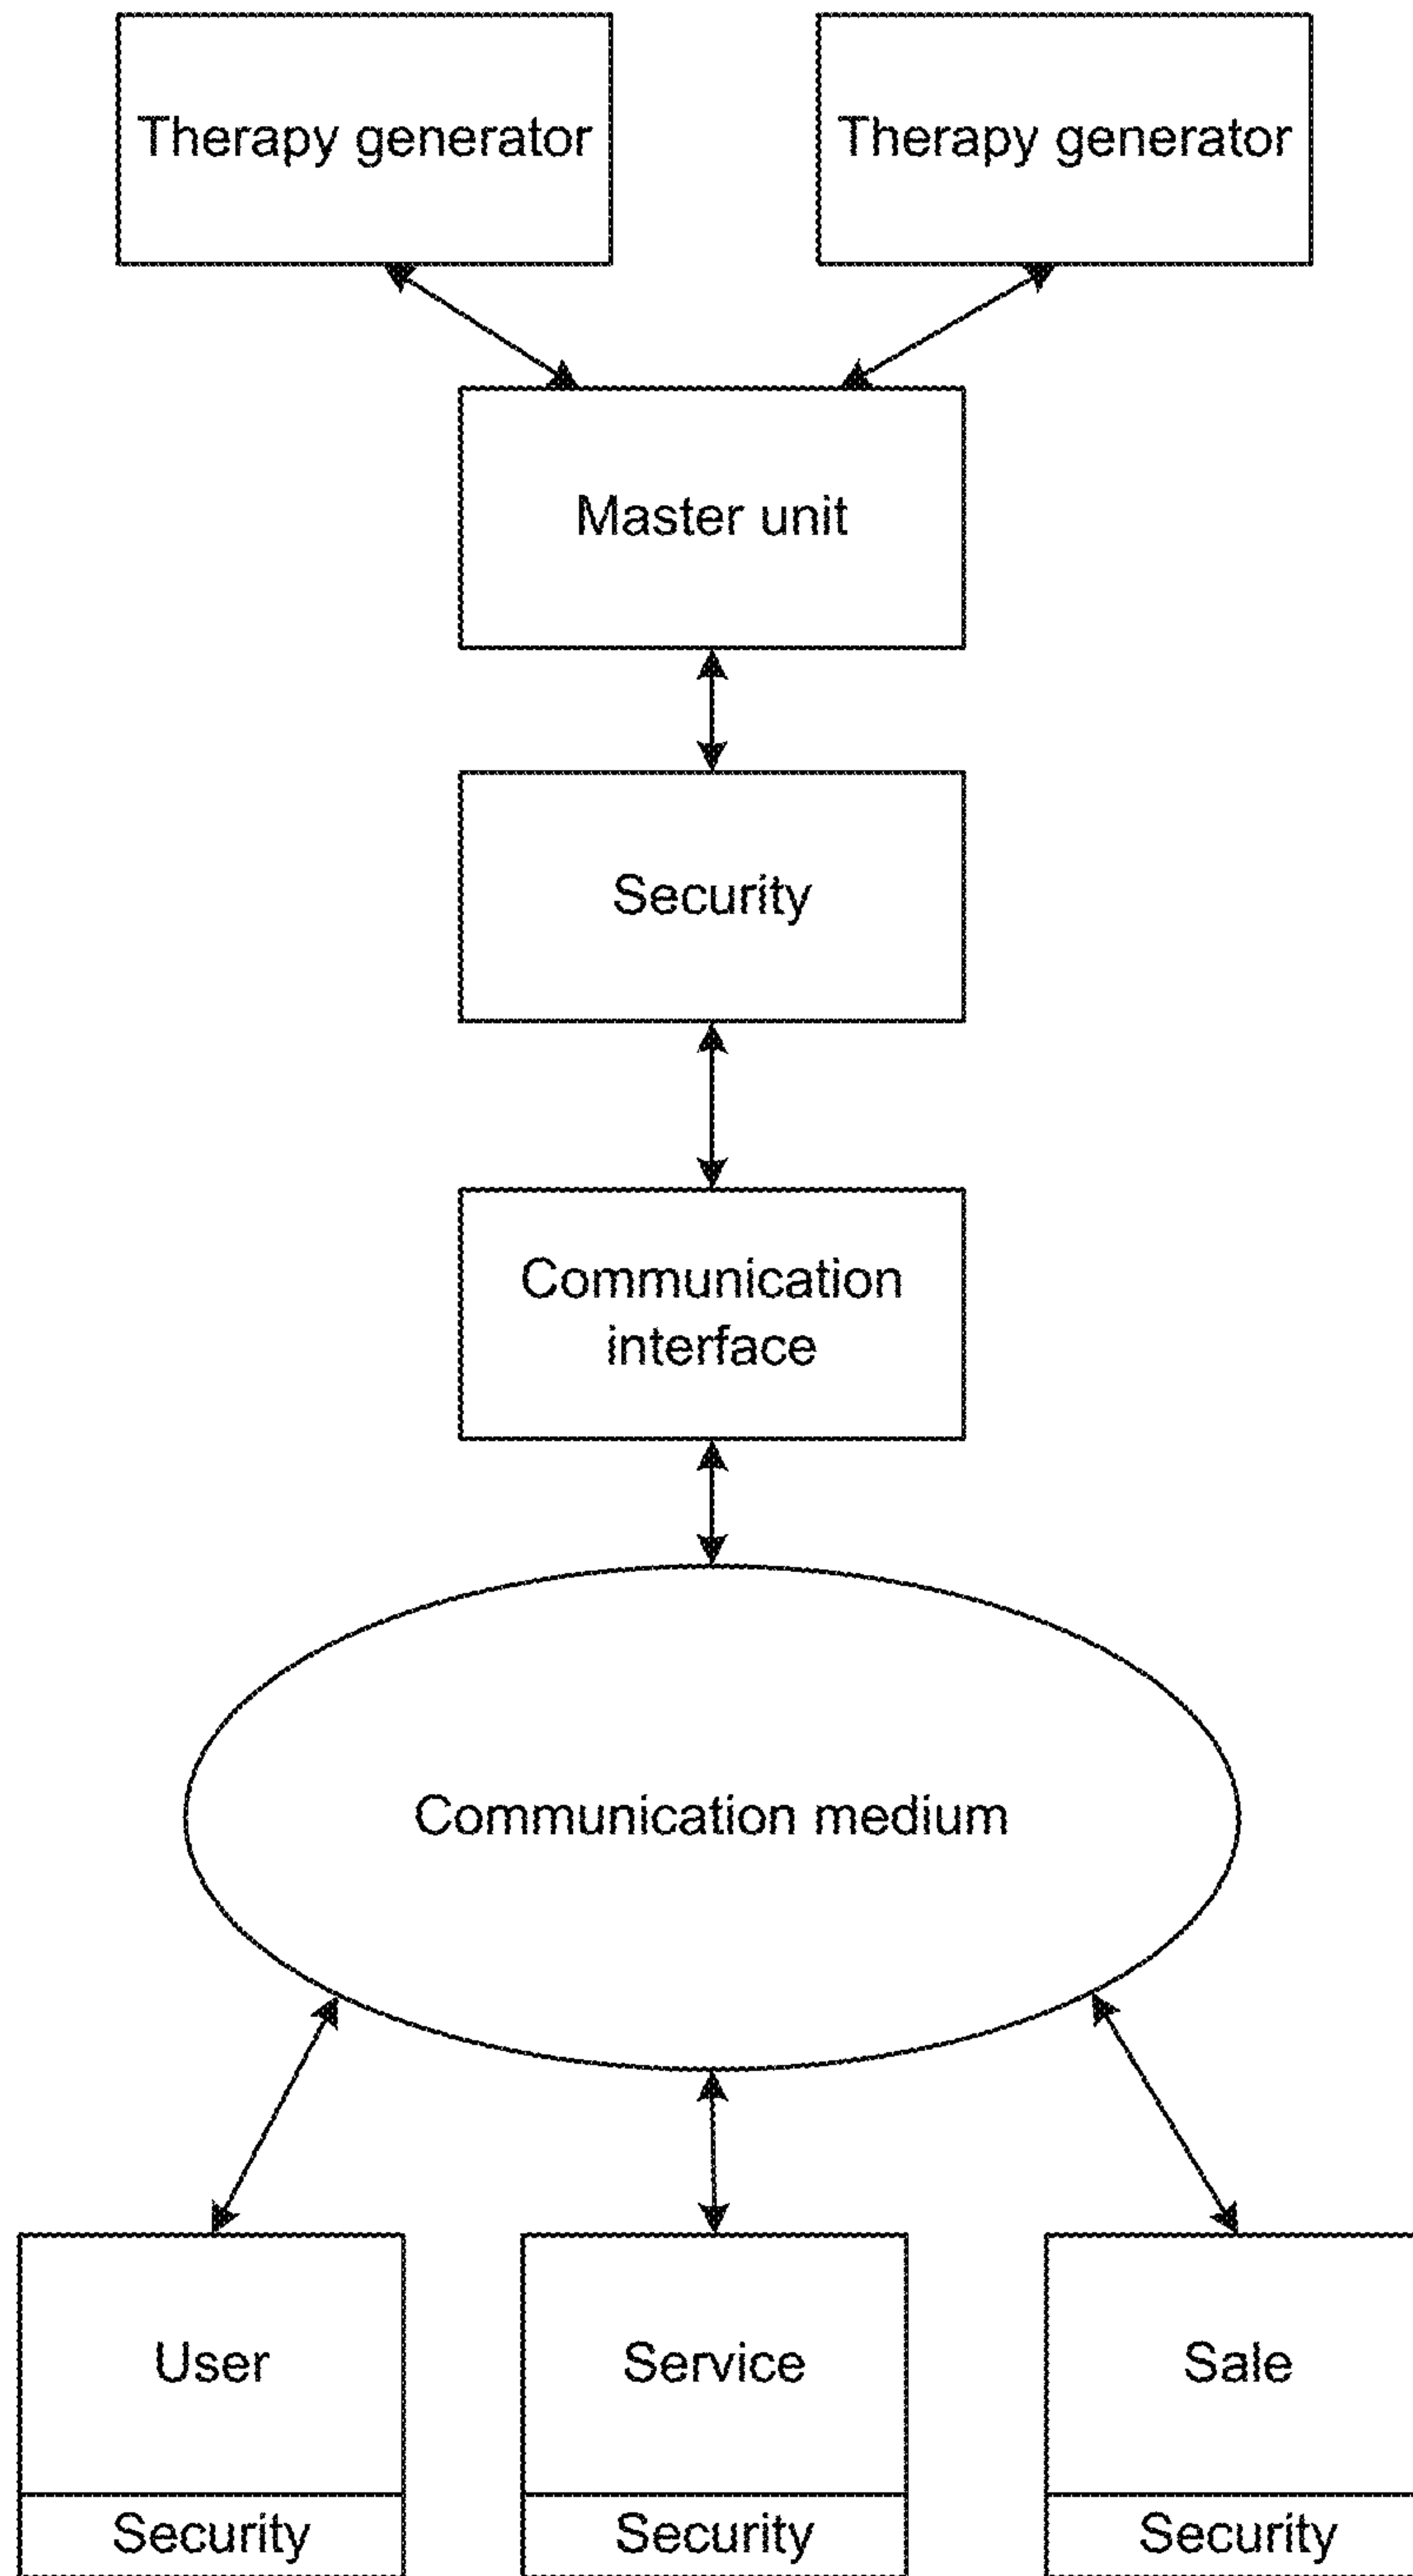 Therapy generator
Therapy generator
Master unit
Security
Communication
interface
Communication medium
User
Service
Sale
Security
Security
Security